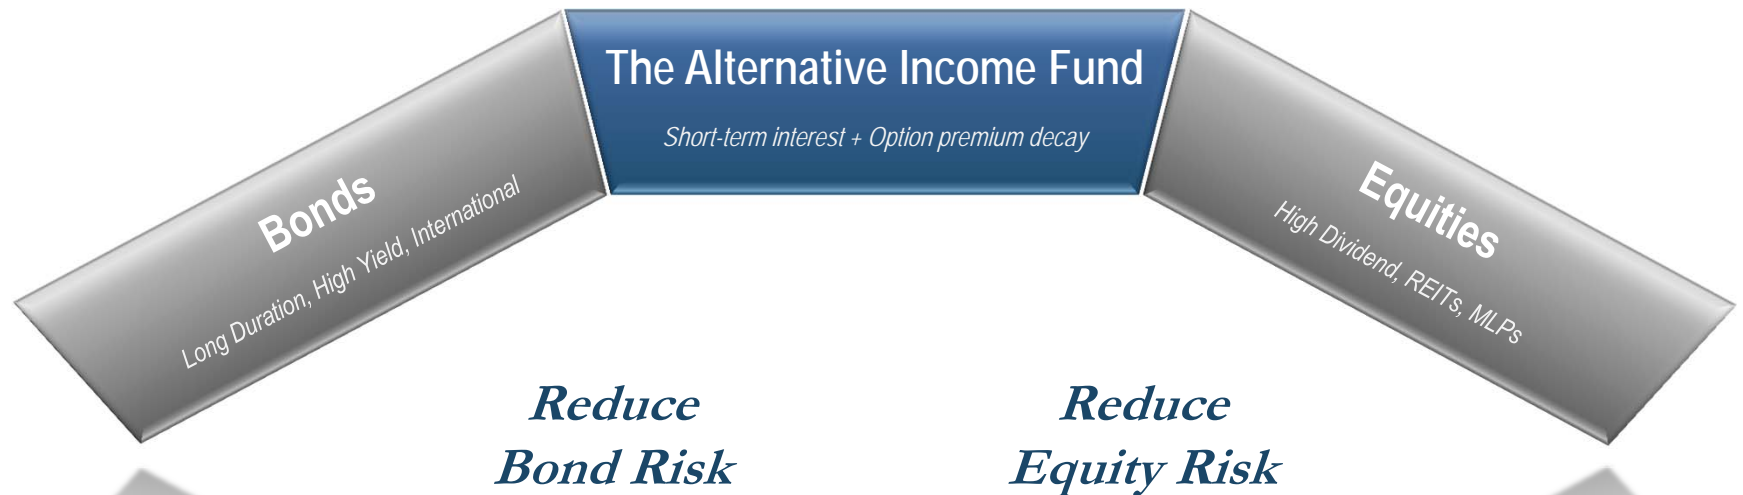 The Alternative Income Fund
Short-term interest + Option premium decay
Bonds
Long Duration, High Yield, International
Equities
High Dividend, REITs, MLPs
Reduce
Bond Risk
Reduce
Equity Risk